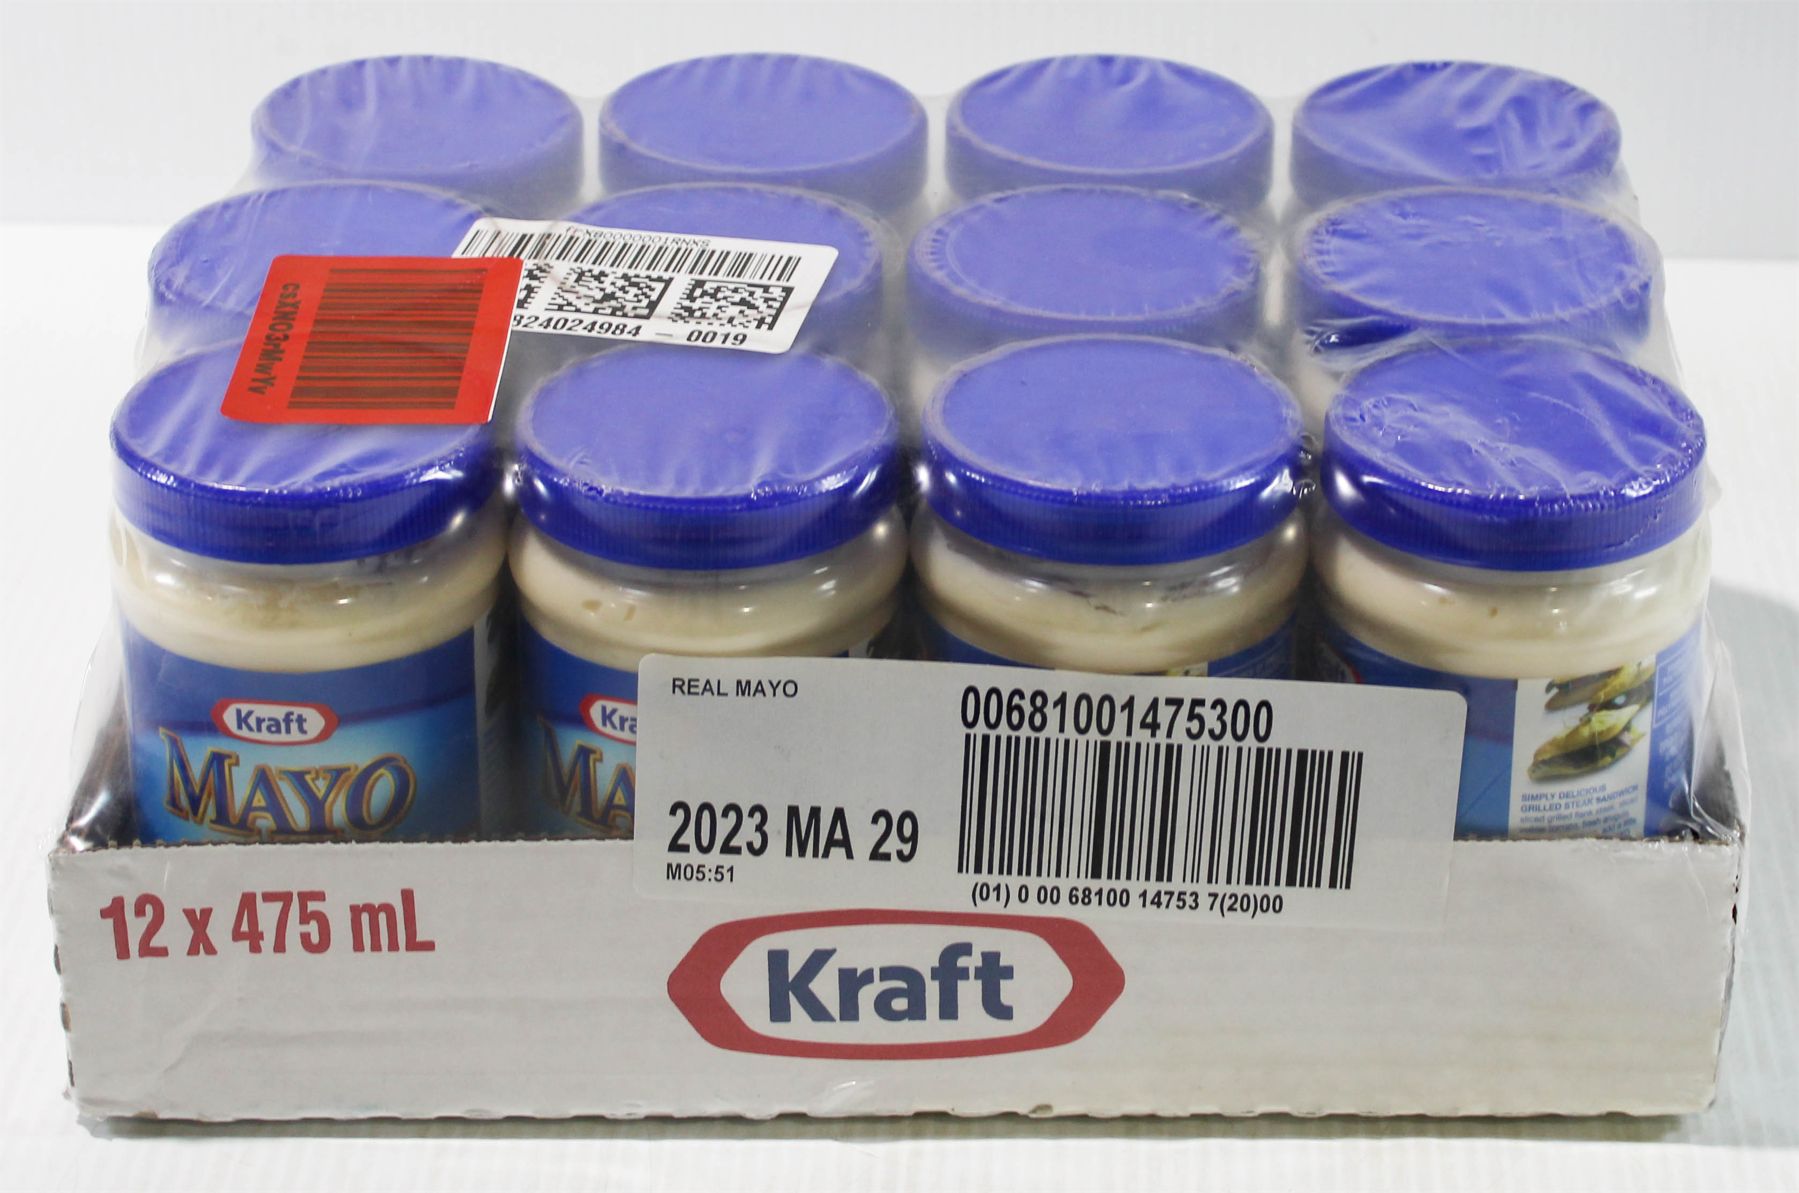 824024984 - 0019
csXNO3rMwYv
Kraft
MAYO
Kra
MA
REAL MAYO
00681001475300
2023 MA 29
M05:51
(01) 0 00 68100 14753 7(20)00
SIMPLY DELICIOUS
GRILLED STEAK SANDWICH
12 x 475 mL
Kraft